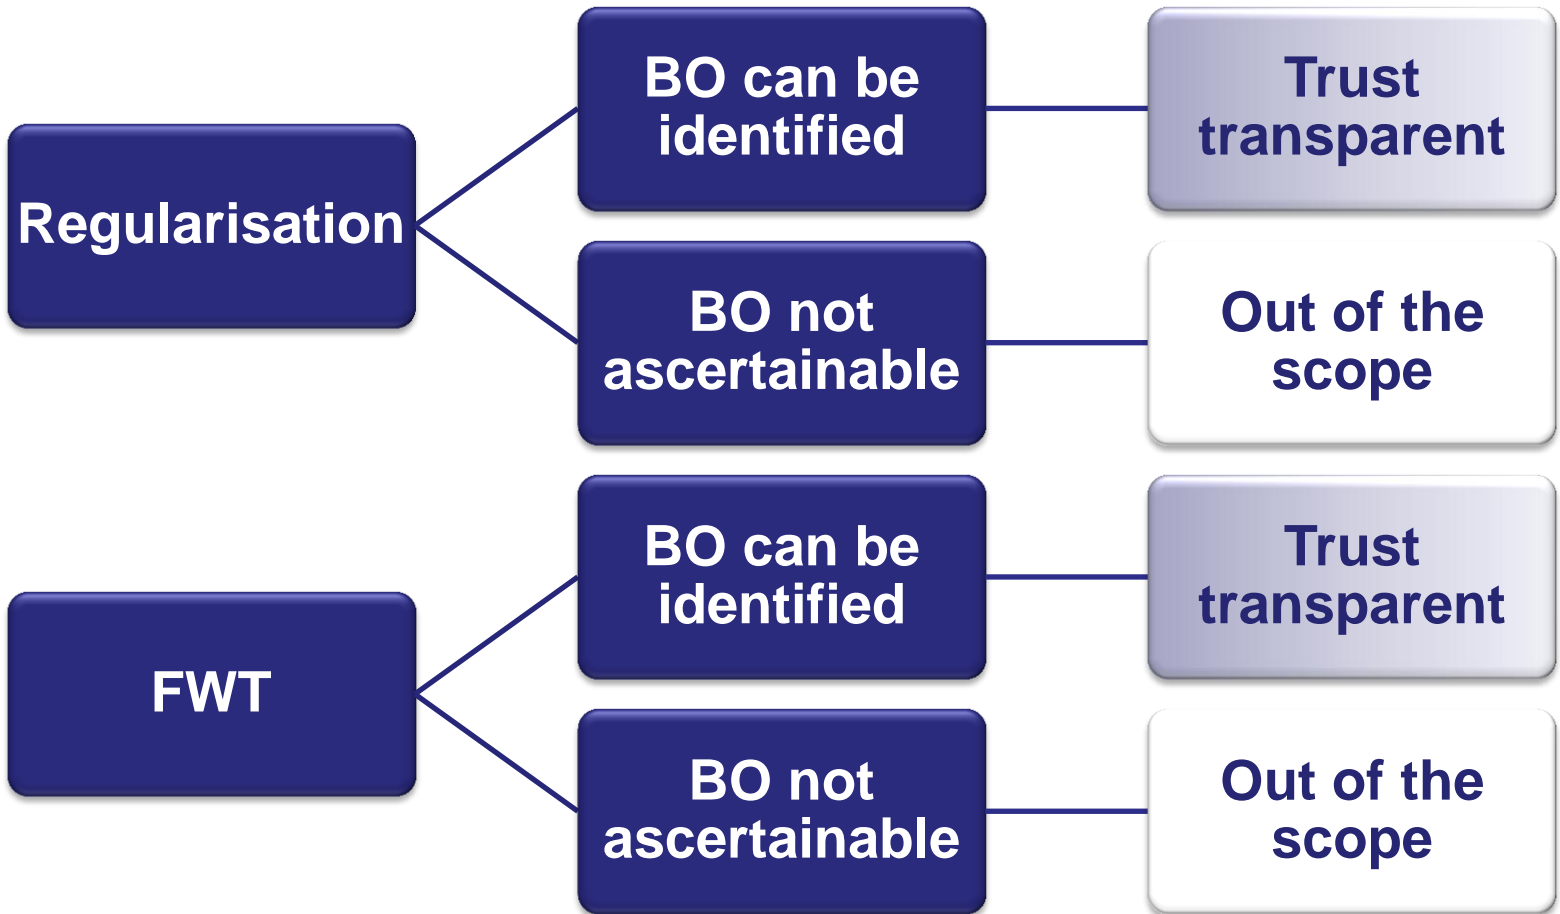 Regularisation
BO can be
identified
Trust
transparent
BO not
ascertainable
Out of the
scope
FWT
BO can be
identified
Trust
transparent
BO not
ascertainable
Out of the
scope